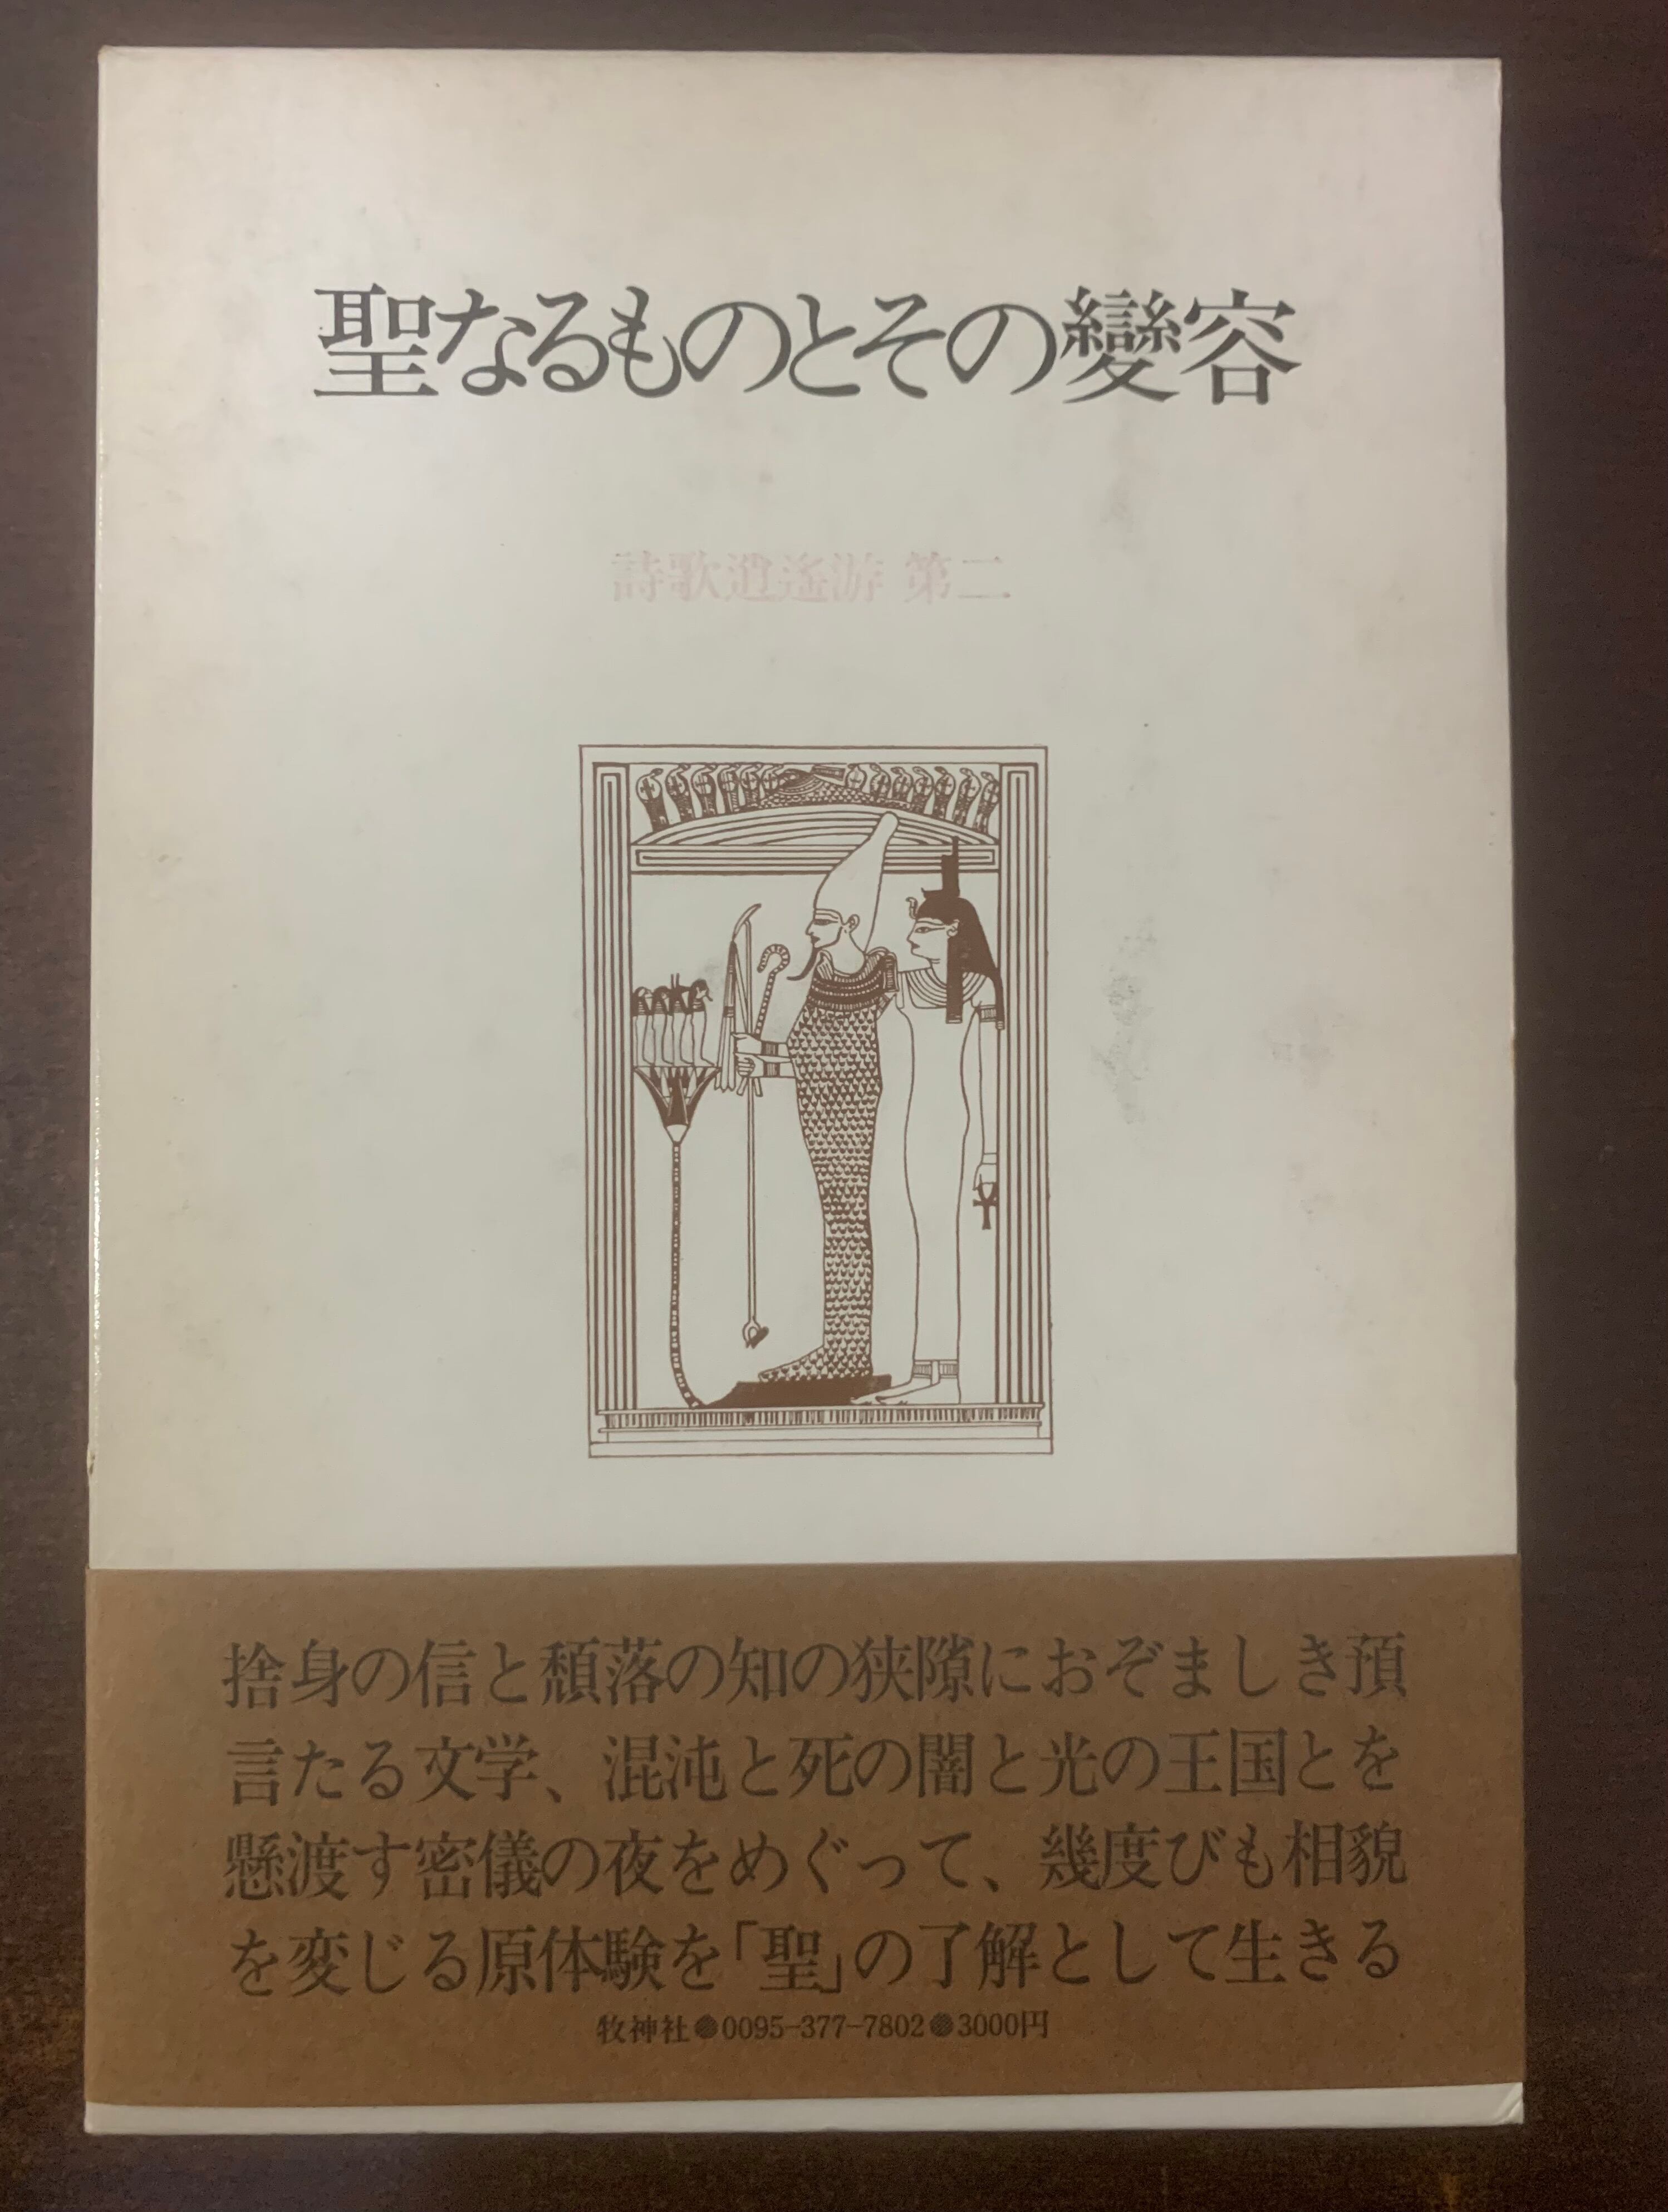 聖なるものとその變容
詩歌逍遙游 第二
捨身の信と頽落の知の狭隙におぞましき預
言たる文学、混沌と死の闇と光の王国とを
懸渡す密儀の夜をめぐって、幾度びも相貌
を変じる原体験を「聖」の了解として生きる
牧神社●0095-377-7802●3000円